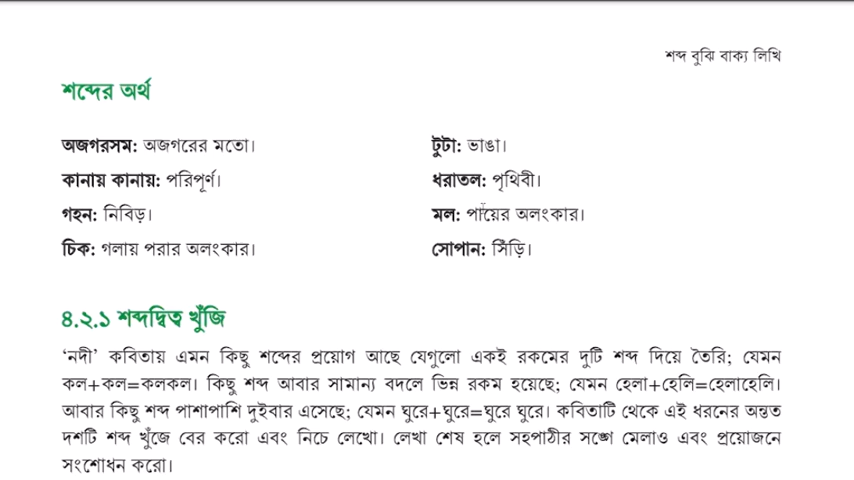 শব্দ বুঝি বাক্য লিখি
শব্দের অর্থ
অজগরসম: অজগরের মতো।
কানায় কানায়: পরিপূর্ণ।
গহন: নিবিড়।
চিক: গলায় পরার অলংকার।
টুটা: ভাঙা।
ধরাতল: পৃথিবী।
মল: পায়ের অলংকার।
সোপান: সিঁড়ি।
৪.২.১ শব্দদ্বিত্ব খুঁজি
‘নদী’ কবিতায় এমন কিছু শব্দের প্রয়োগ আছে যেগুলো একই রকমের দুটি শব্দ দিয়ে তৈরি; যেমন
কল+কল=কলকল। কিছু শব্দ আবার সামান্য বদলে ভিন্ন রকম হয়েছে; যেমন হেলা+হেলি=হেলাহেলি।
আবার কিছু শব্দ পাশাপাশি দুইবার এসেছে; যেমন ঘুরে+ঘুরে=ঘুরে ঘুরে। কবিতাটি থেকে এই ধরনের অন্তত
দশটি শব্দ খুঁজে বের করো এবং নিচে লেখো। লেখা শেষ হলে সহপাঠীর সঙ্গে মেলাও এবং প্রয়োজনে
সংশোধন করো।